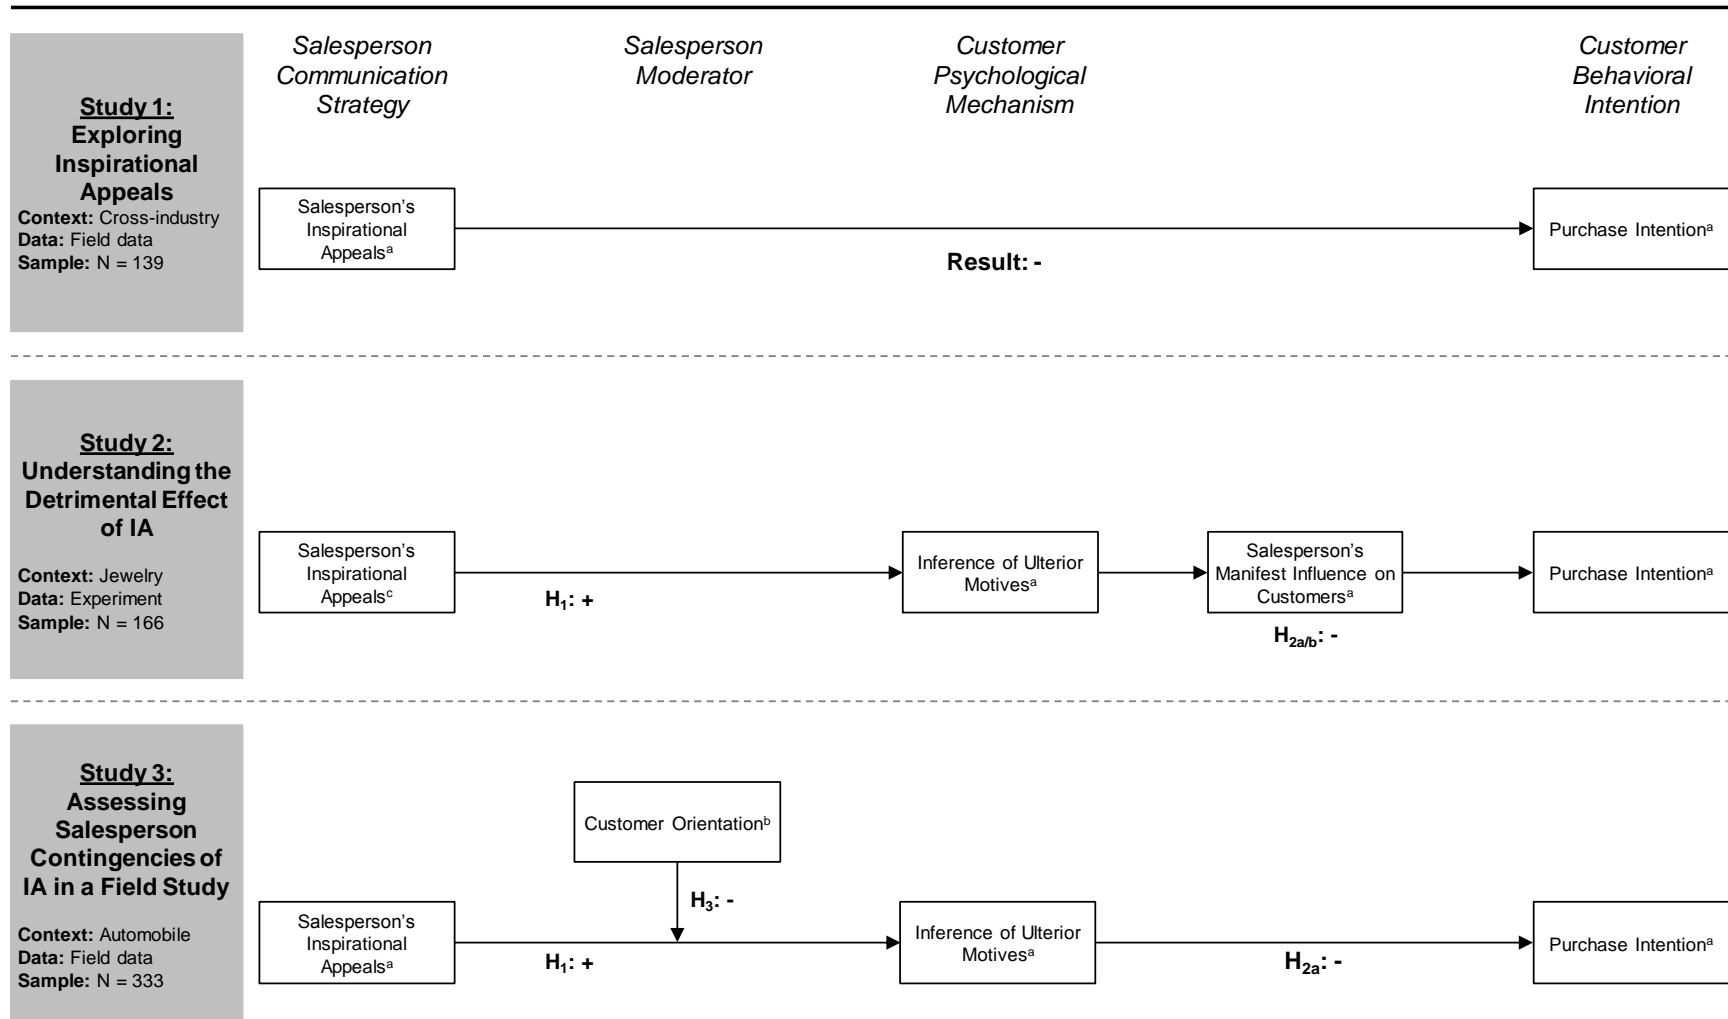 Salesperson
Communication
Strategy
Salesperson
Moderator
Customer
Psychological
Mechanism
Customer
Behavioral
Intention
Study 1:
Exploring
Inspirational
Appeals
Context: Cross-industry
Data: Field data
Sample: N = 139
Salesperson's
Inspirational
Appealsᵃ
Result: -
Purchase Intentionᵃ
Study 2:
Understanding the
Detrimental Effect
of IA
Context: Jewelry
Data: Experiment
Sample: N = 166
Salesperson's
Inspirational
Appealsᶜ
H₁: +
Inference of Ulterior
Motivesᵃ
Salesperson's
Manifest Influence on
Customersᵃ
H2a/b: -
Purchase Intentionᵃ
Study 3:
Assessing
Salesperson
Contingencies of
IA in a Field Study
Context: Automobile
Data: Field data
Sample: N = 333
Customer Orientationᵇ
H₃: -
Salesperson's
Inspirational
Appealsᵃ
H₁: +
Inference of Ulterior
Motivesᵃ
H2a: -
Purchase Intentionᵃ